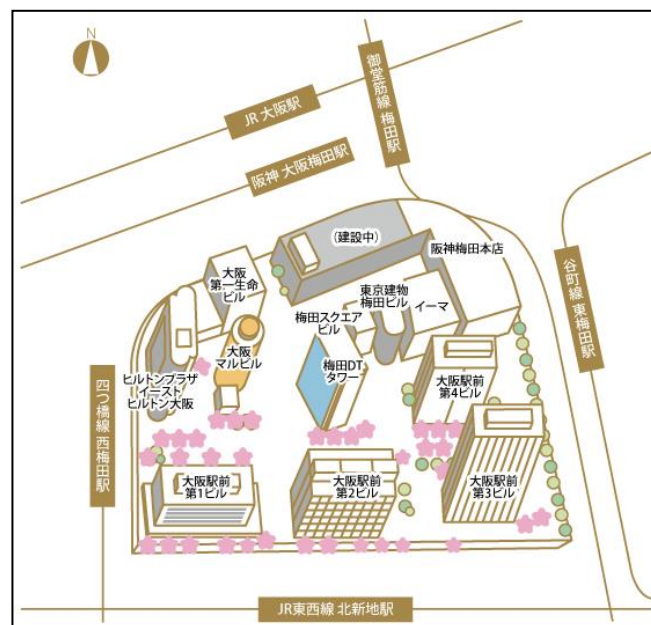 N
御堂筋線 梅田駅
JR 大阪駅
阪神 大阪梅田駅
(建設中)
阪神梅田本店
谷町線 東梅田駅
大阪
第一生命
ビル
東京建物
梅田ビル
イーマ
梅田スクエア
ビル
大阪
マルビル
梅田DT
タワー
大阪駅前
第4ビル
ヒルトンプラザ
イースト
ヒルトン大阪
四つ橋線 西梅田駅
大阪駅前
第1ビル
大阪駅前
第2ビル
大阪駅前
第3ビル
JR東西線 北新地駅